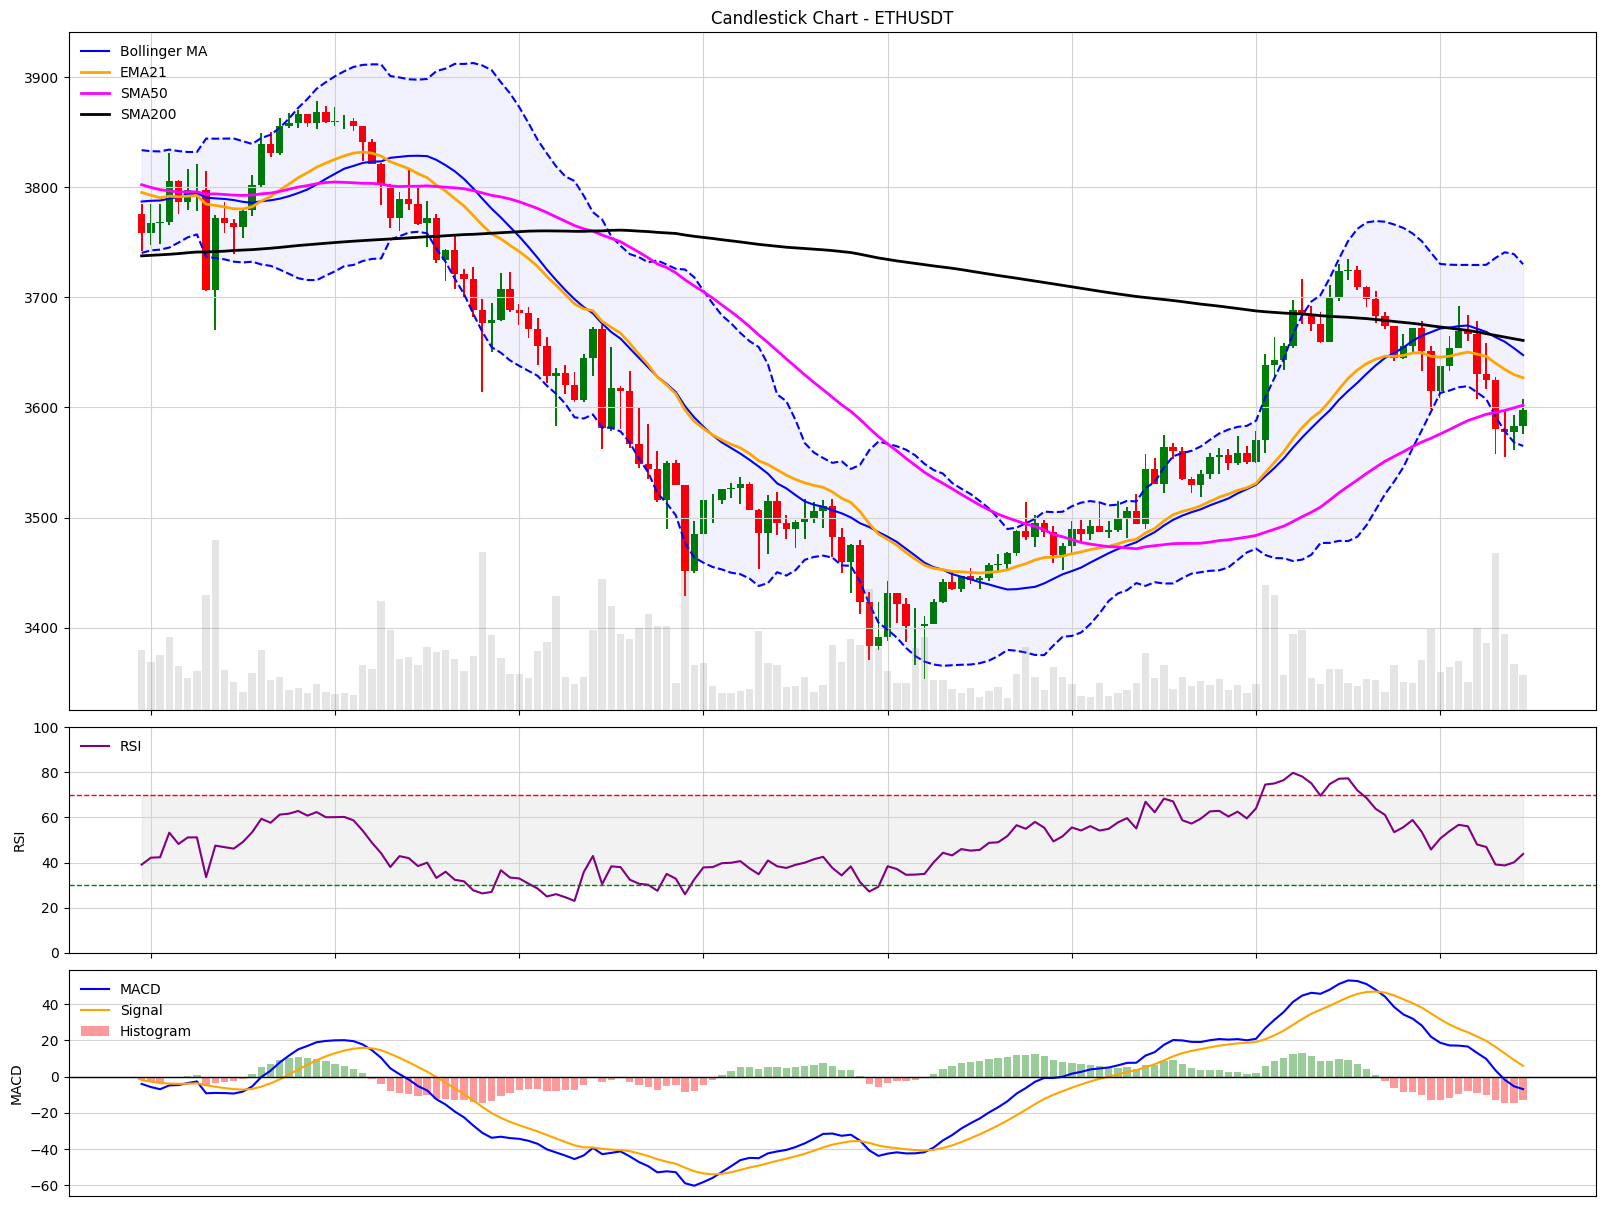 Candlestick Chart - ETHUSDT
Bollinger MA
EMA21
SMA50
SMA200
3900
3800
3700
3600
3500
3400
RSI
100
80
60
40
20
0
RSI
MACD
Signal
Histogram
40
20
0
−20
−40
−60
MACD